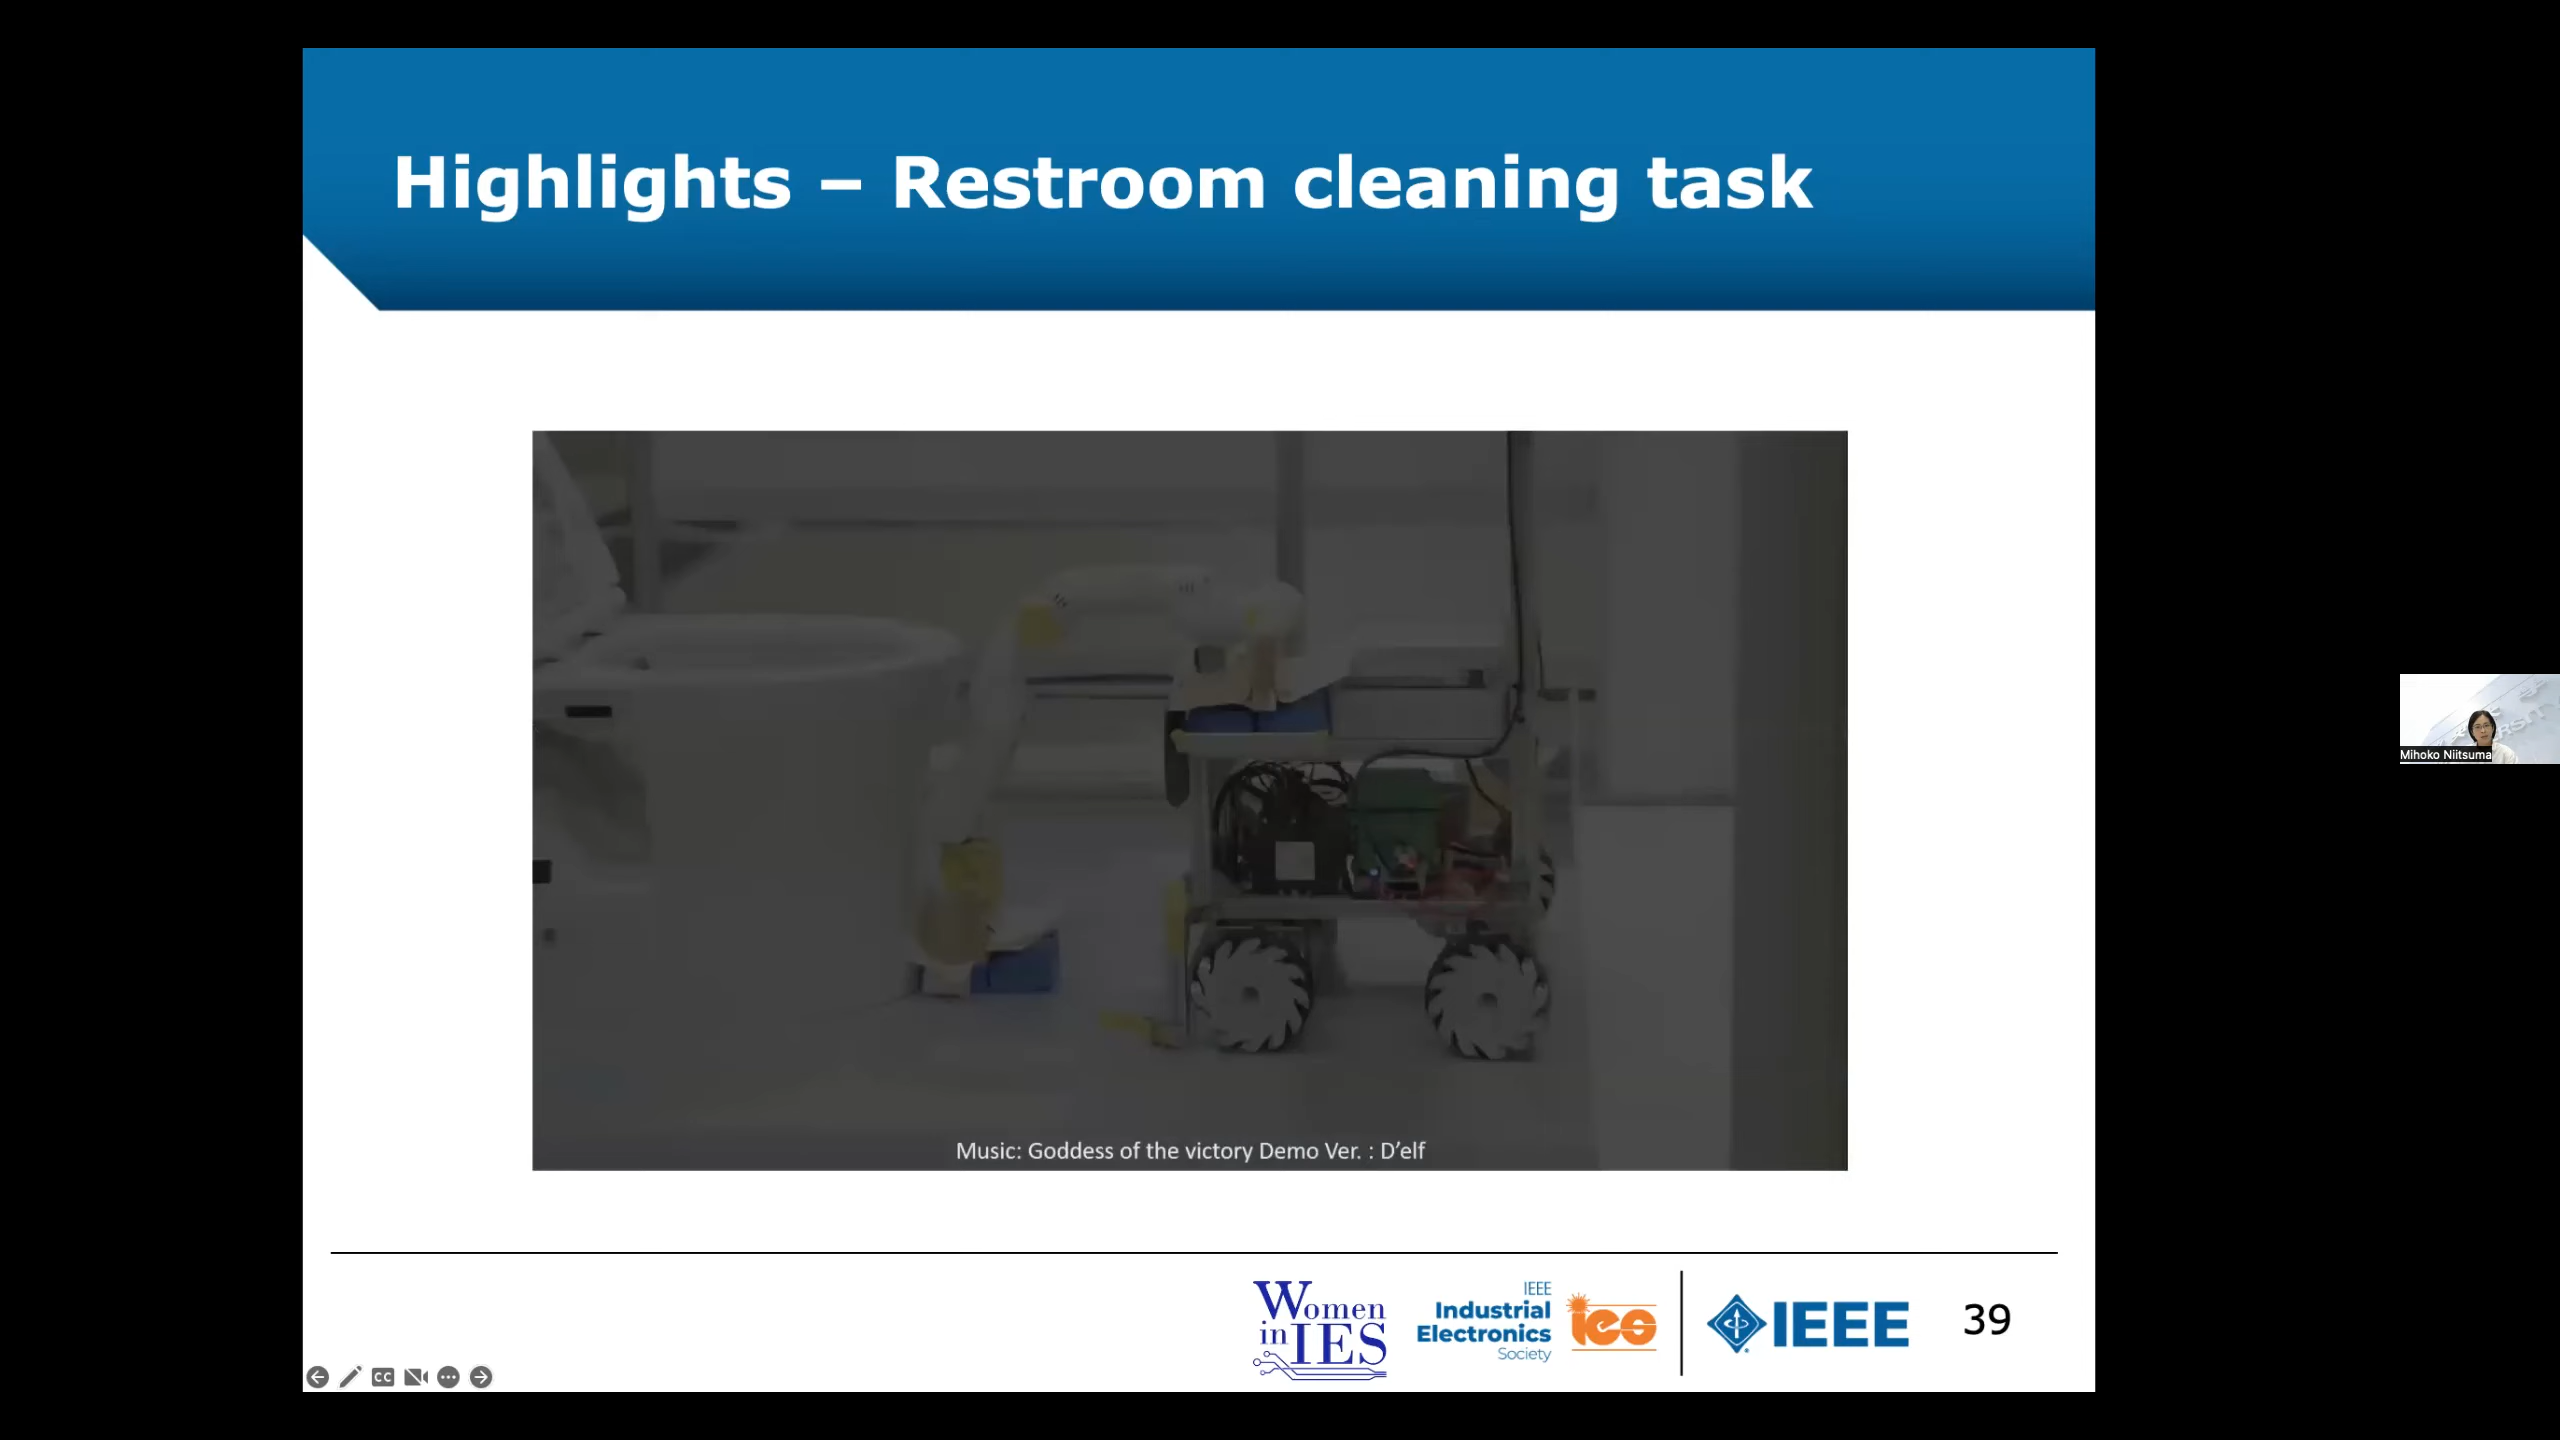 Highlights – Restroom cleaning task
Mihoko Niitsuma
Music: Goddess of the victory Demo Ver. : D’elf
Women
in IES
IEEE
Industrial
Electronics
Society
ies
IEEE
39
CC